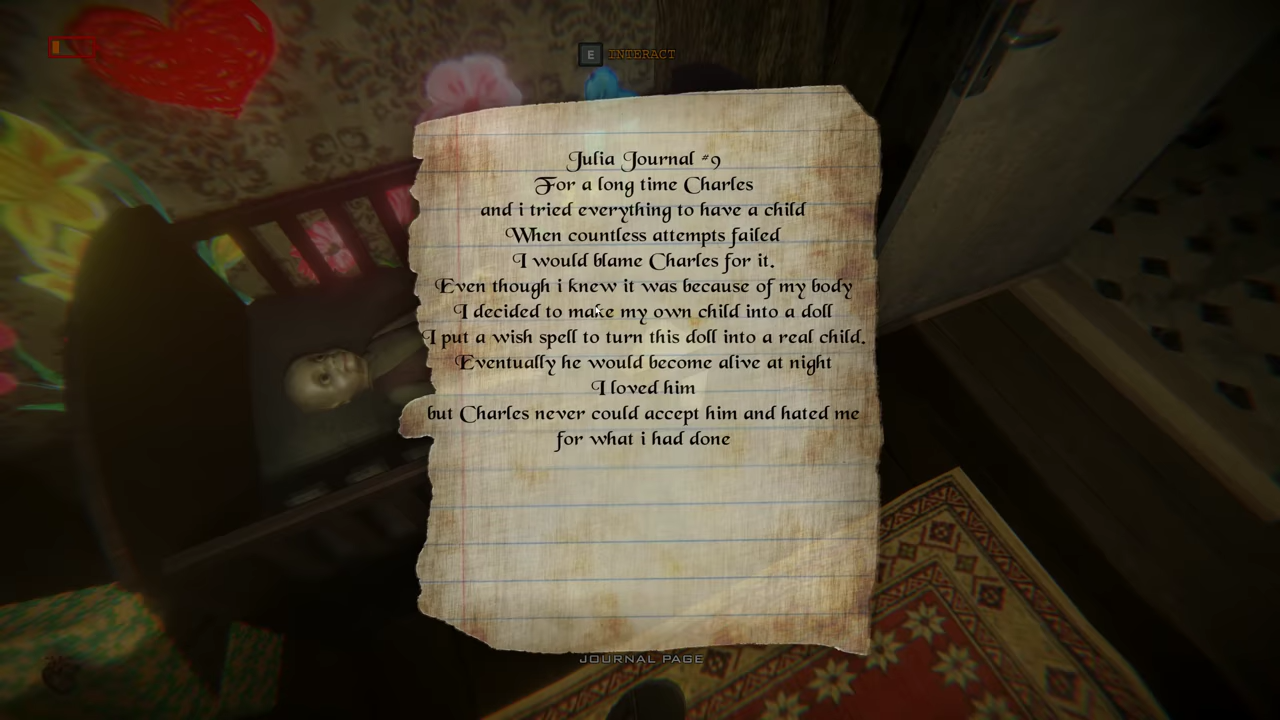 E INTERACT
Julia Journal #9
For a long time Charles
and i tried everything to have a child
When countless attempts failed
I would blame Charles for it.
Even though i knew it was because of my body
I decided to make my own child into a doll
I put a wish spell to turn this doll into a real child.
Eventually he would become alive at night
I loved him
but Charles never could accept him and hated me
for what i had done
JOURNAL PAGE